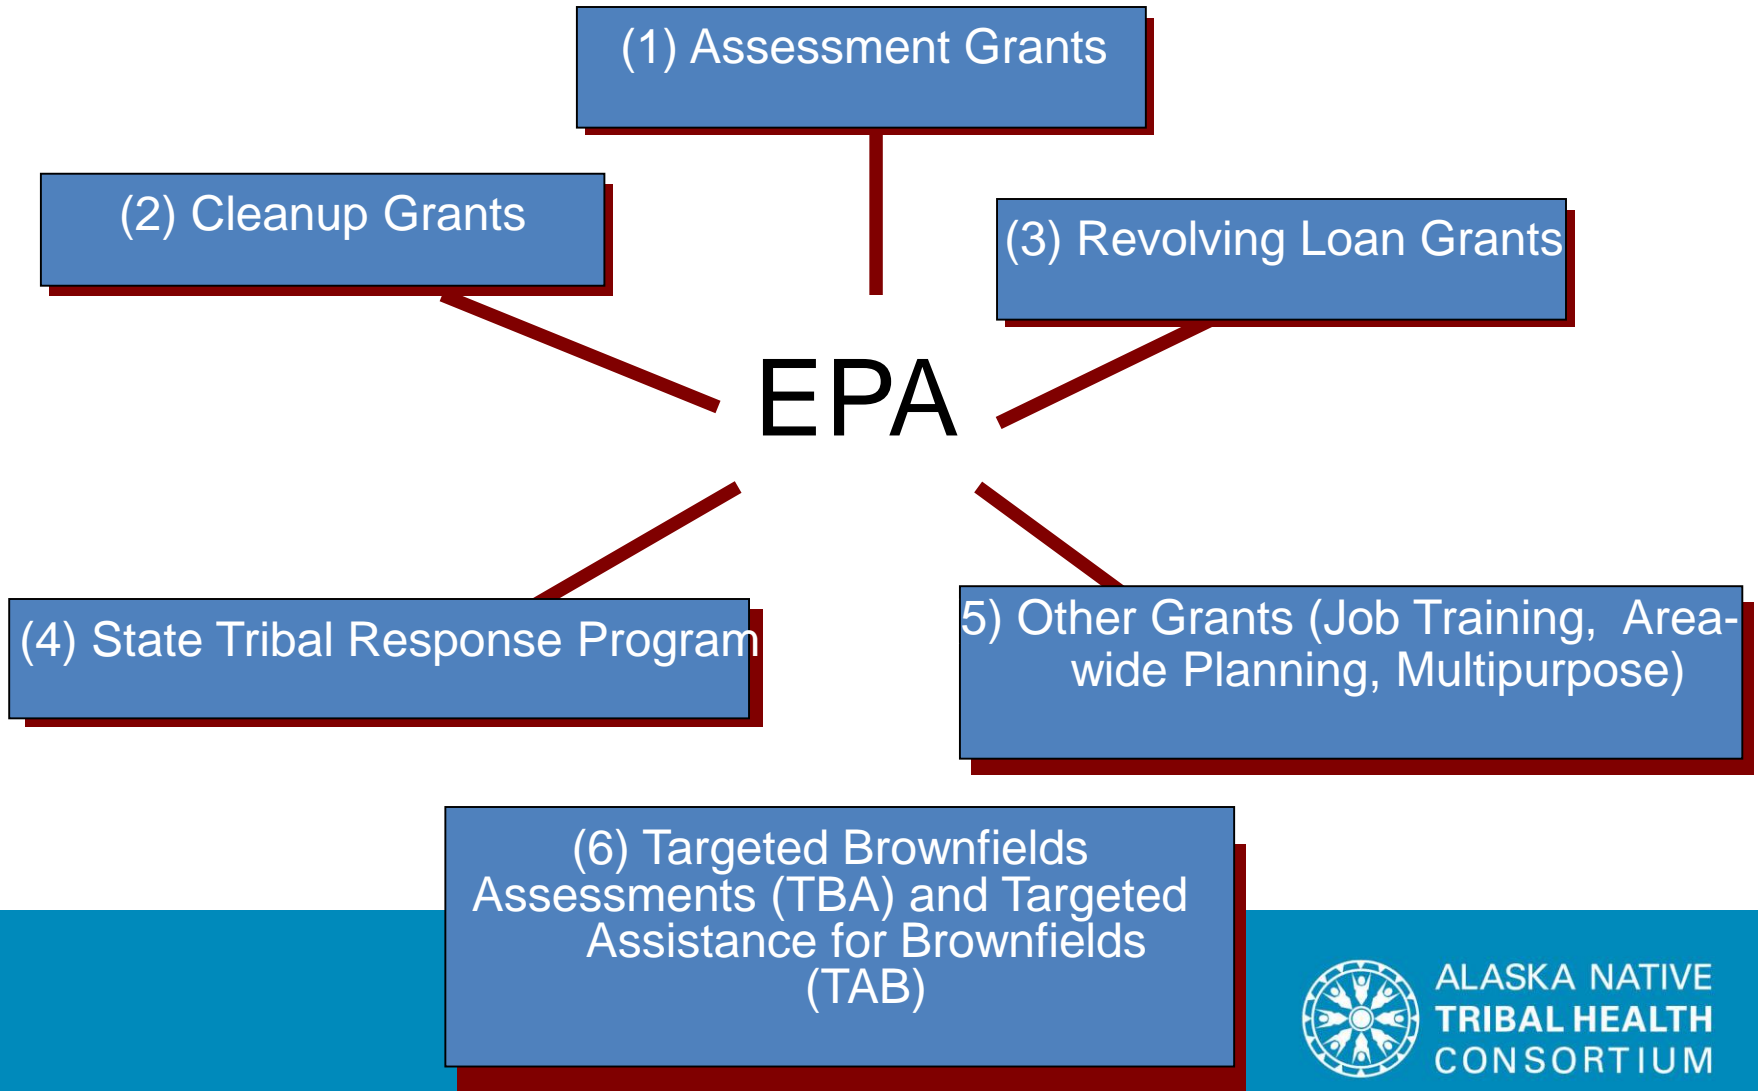 (1) Assessment Grants
(2) Cleanup Grants
(3) Revolving Loan Grants
EPA
(4) State Tribal Response Program
5) Other Grants (Job Training,  Area-
wide Planning, Multipurpose)
(6) Targeted Brownfields
Assessments (TBA) and Targeted
Assistance for Brownfields
(TAB)
ALASKA NATIVE
TRIBAL HEALTH
CONSORTIUM